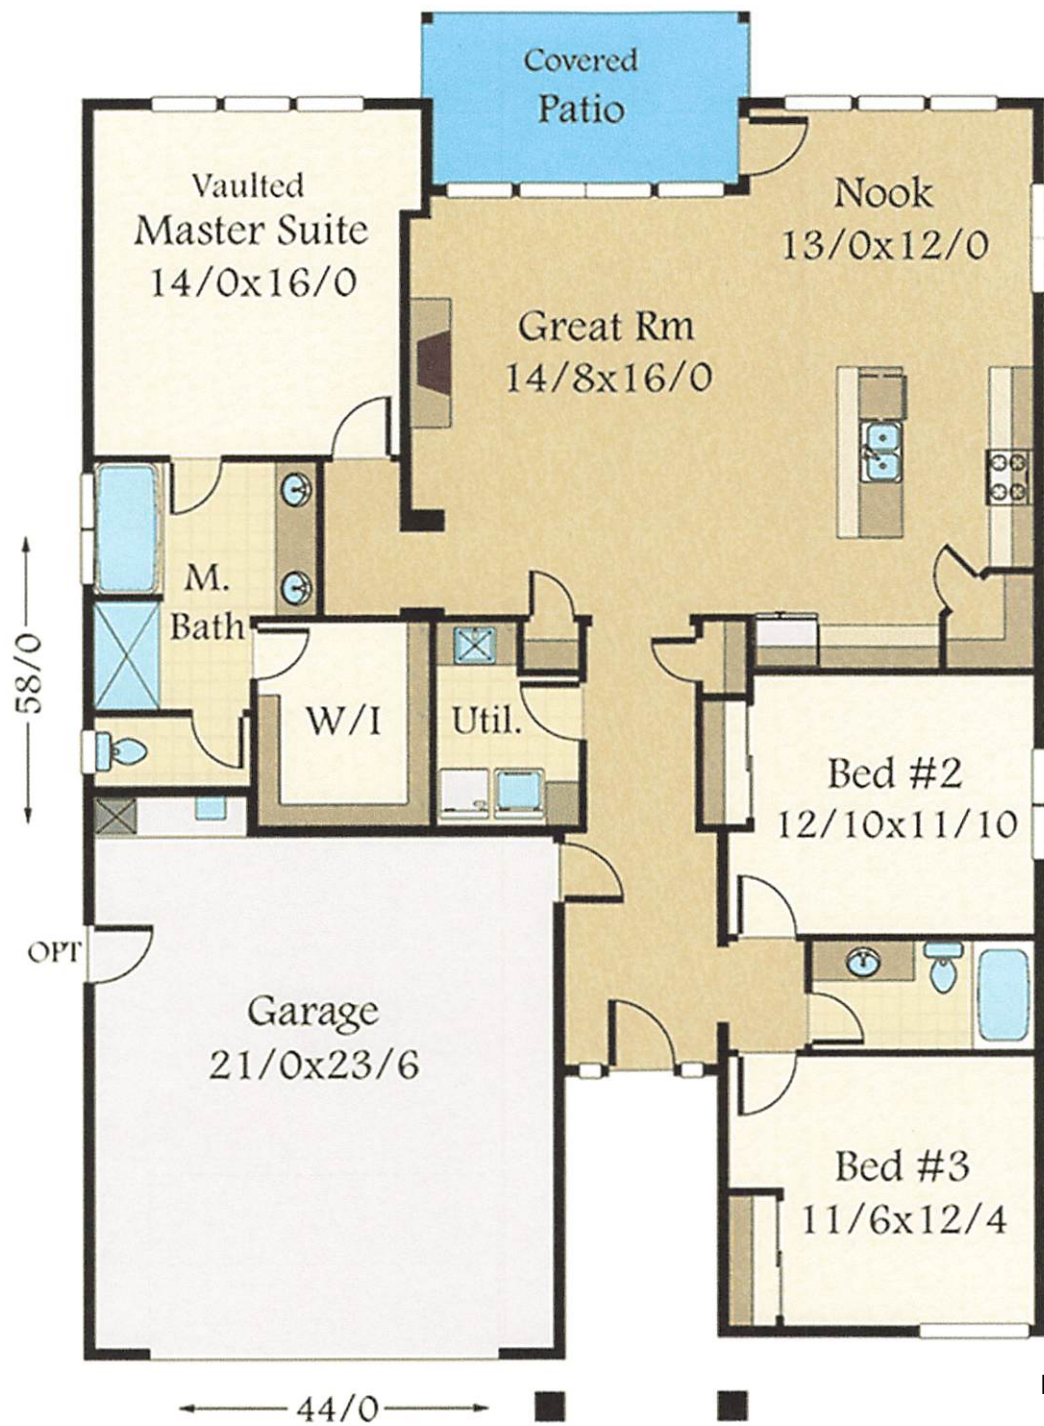 Covered
Patio
Vaulted
Master Suite
14/0x16/0
Nook
13/0x12/0
Great Rm
14/8x16/0
M.
Bath
58/0
W/I
Util.
Bed #2
12/10x11/10
OPT
Garage
21/0x23/6
Bed #3
11/6x12/4
44/0